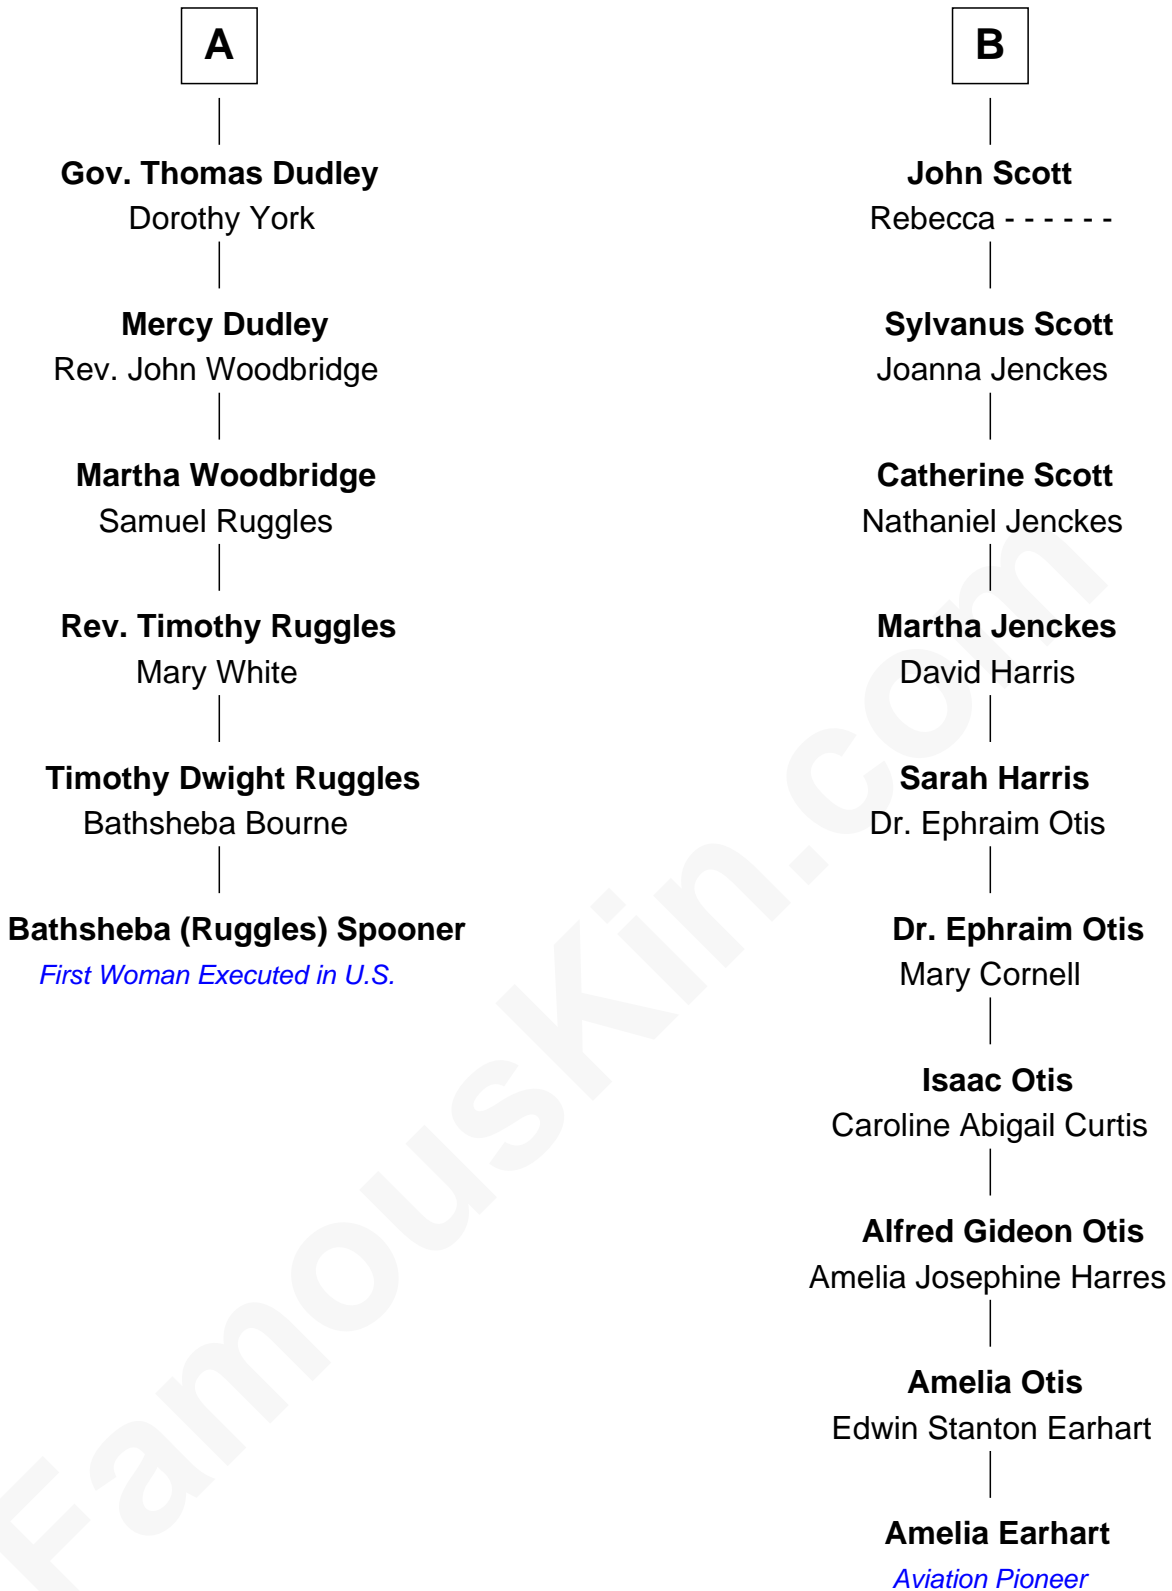 A
Gov. Thomas Dudley
Dorothy York
Mercy Dudley
Rev. John Woodbridge
Martha Woodbridge
Samuel Ruggles
Rev. Timothy Ruggles
Mary White
Timothy Dwight Ruggles
Bathsheba Bourne
Bathsheba (Ruggles) Spooner
First Woman Executed in U.S.
B
John Scott
Rebecca - - - - - -
Sylvanus Scott
Joanna Jenckes
Catherine Scott
Nathaniel Jenckes
Martha Jenckes
David Harris
Sarah Harris
Dr. Ephraim Otis
Dr. Ephraim Otis
Mary Cornell
Isaac Otis
Caroline Abigail Curtis
Alfred Gideon Otis
Amelia Josephine Harres
Amelia Otis
Edwin Stanton Earhart
Amelia Earhart
Aviation Pioneer
FamousKin.com